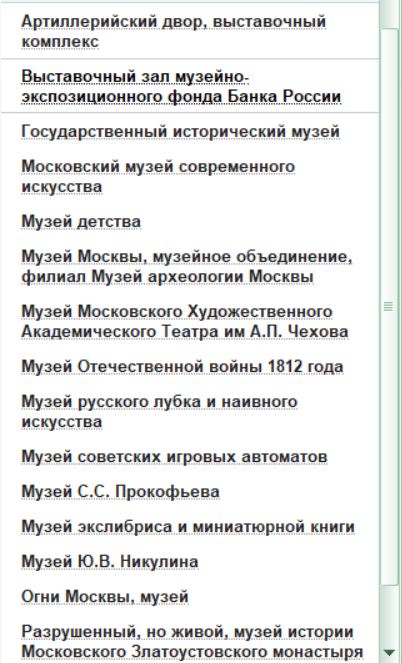 Артиллерийский двор, выставочный
комплекс
Выставочный зал музейно-
экспозиционного фонда Банка России
Государственный исторический музей
Московский музей современного
искусства
Музей детства
Музей Москвы, музейное объединение,
филиал Музей археологии Москвы
Музей Московского Художественного
Академического Театра им А.П. Чехова
Музей Отечественной войны 1812 года
Музей русского лубка и наивного
искусства
Музей советских игровых автоматов
Музей С.С. Прокофьева
Музей экслибриса и миниатюрной книги
Музей Ю.В. Никулина
Огни Москвы, музей
Разрушенный, но живой, музей истории
Московского Златоустовского монастыря